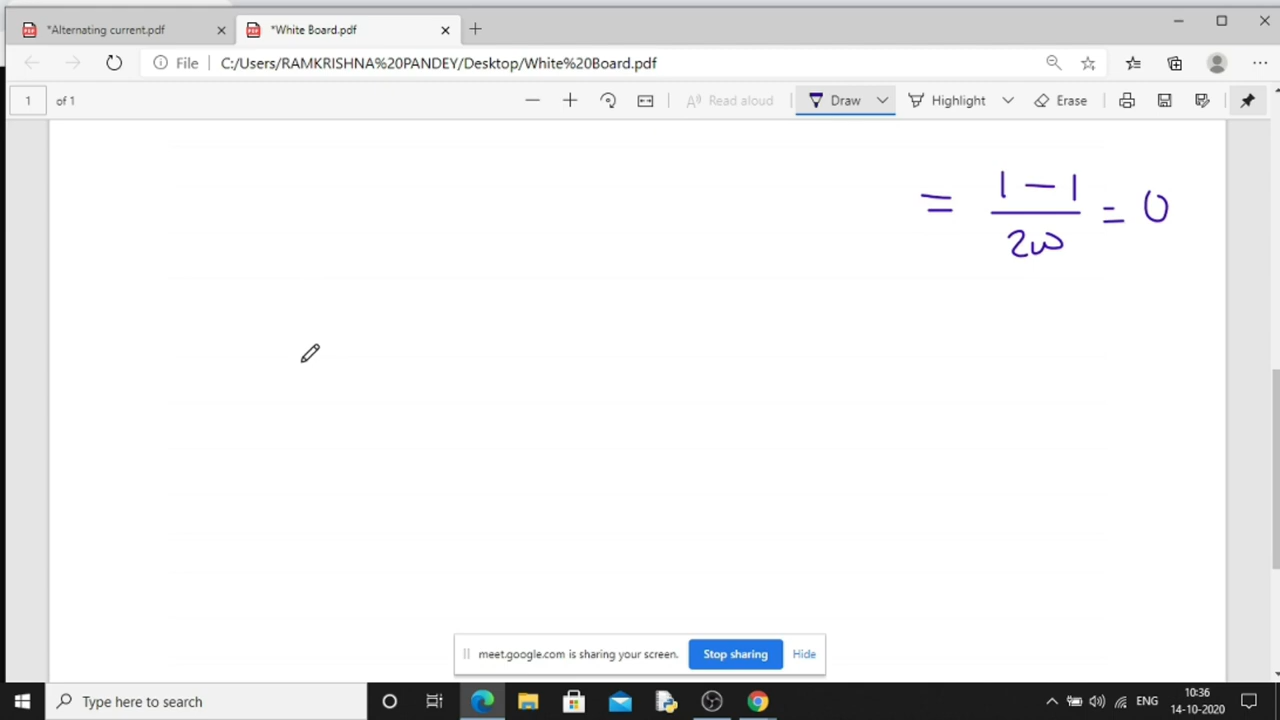 *Alternating current.pdf
*White Board.pdf
File | C:/Users/RAMKRISHNA%20PANDEY/Desktop/White%20Board.pdf
1 of 1 Read aloud Draw Highlight Erase
= (1 - 1)/2ω = 0
meet.google.com is sharing your screen. Stop sharing Hide
Type here to search
ENG
10:36
14-10-2020